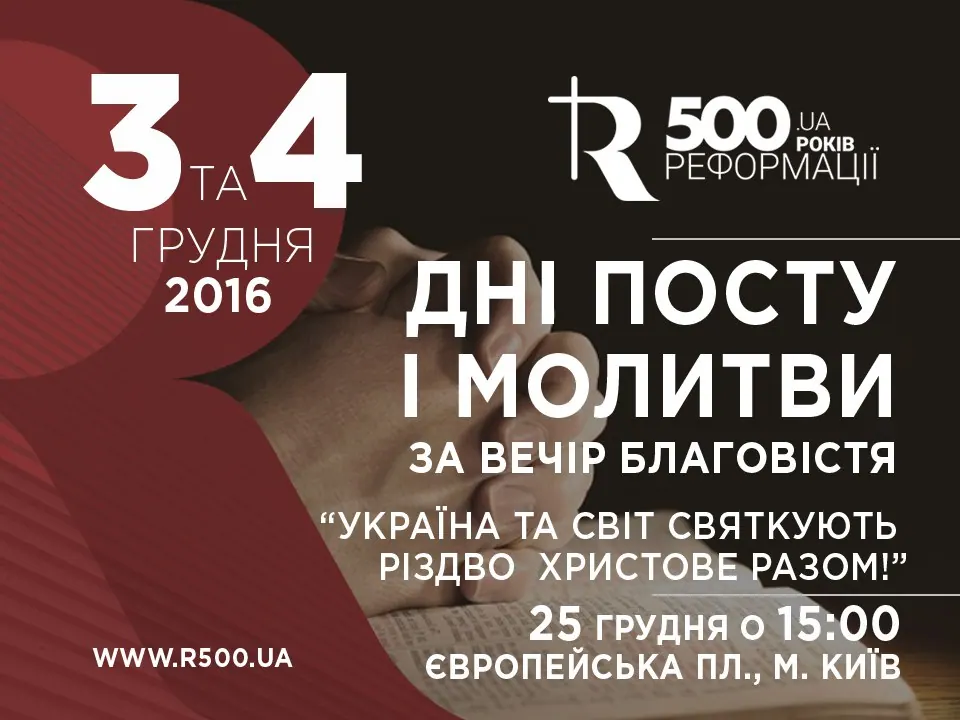 3 ТА 4
ГРУДНЯ
2016
R 500.UA
РОКІВ
РЕФОРМАЦІЇ
ДНІ ПОСТУ
І МОЛИТВИ
ЗА ВЕЧІР БЛАГОВІСТЯ
“УКРАЇНА ТА СВІТ СВЯТКУЮТЬ
РІЗДВО ХРИСТОВЕ РАЗОМ!”
25 ГРУДНЯ О 15:00
ЄВРОПЕЙСЬКА ПЛ., М. КИЇВ
WWW.R500.UA